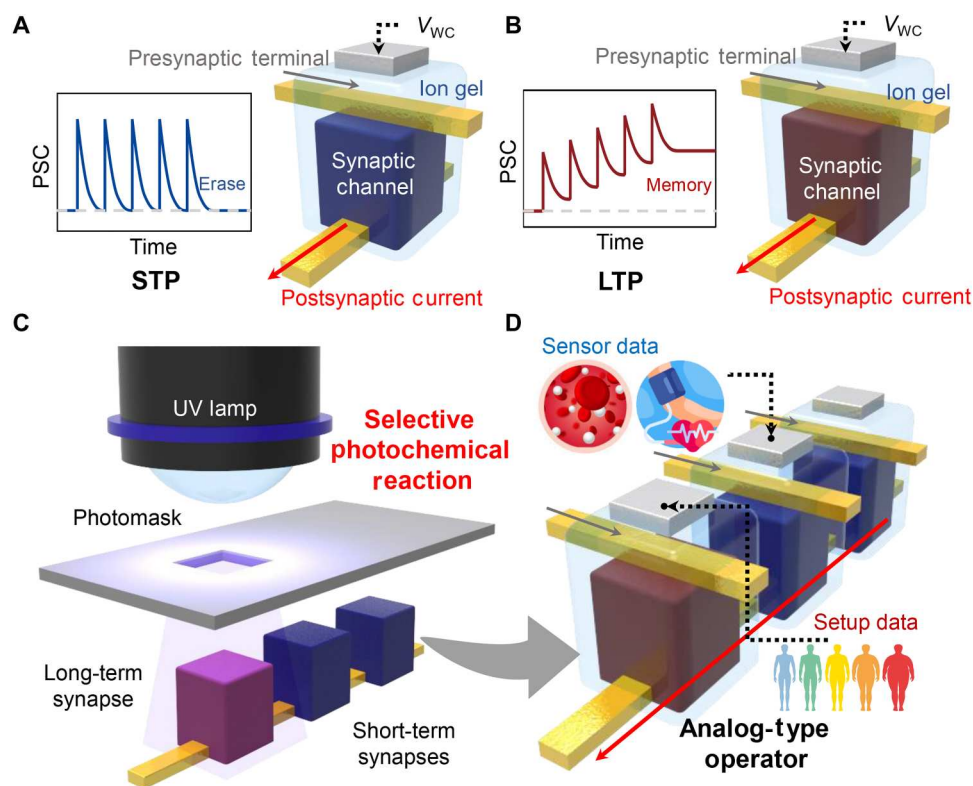 A
V_WC
Presynaptic terminal
Ion gel
PSC
Erase
Synaptic
channel
Time
STP
Postsynaptic current
B
V_WC
Presynaptic terminal
Ion gel
PSC
Memory
Synaptic
channel
Time
LTP
Postsynaptic current
C
UV lamp
Selective
photochemical
reaction
Photomask
Long-term
synapse
Short-term
synapses
D
Sensor data
Setup data
Analog-type
operator